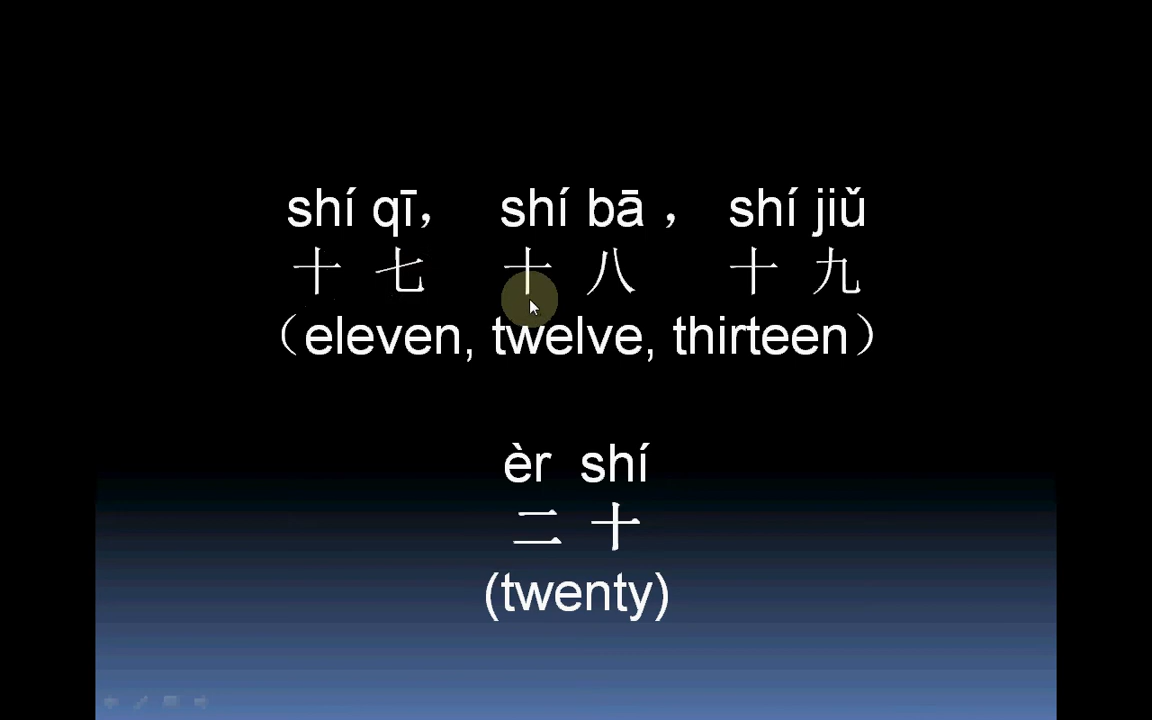 shí qī， shí bā ， shí jiǔ
十 七 十 八 十 九
（eleven, twelve, thirteen）
èr shí
二 十
(twenty)